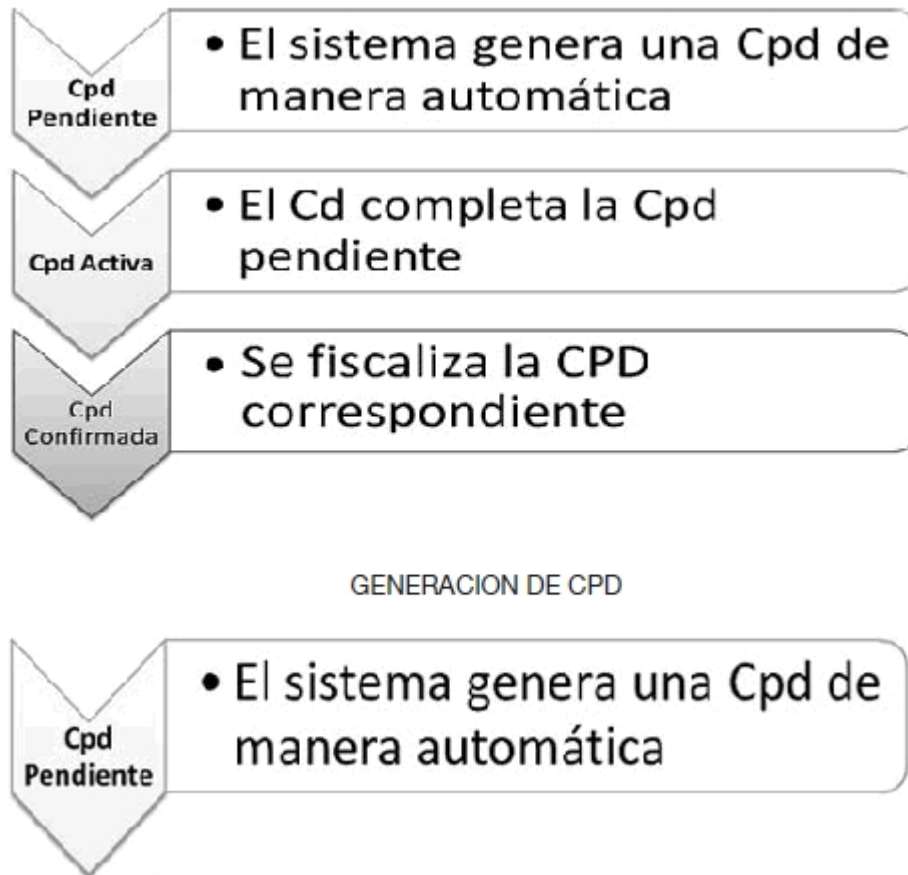 Cpd
Pendiente
• El sistema genera una Cpd de
manera automática
Cpd Activa
• El Cd completa la Cpd
pendiente
Cpd
Confirmada
• Se fiscaliza la CPD
correspondiente
GENERACION DE CPD
Cpd
Pendiente
• El sistema genera una Cpd de
manera automática